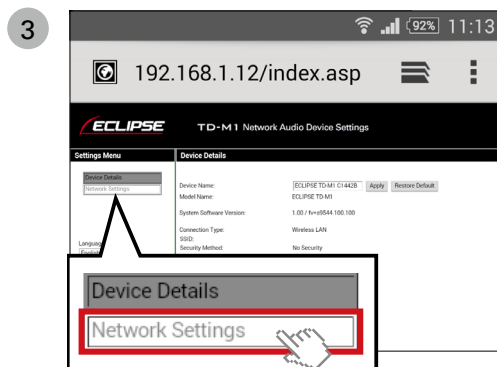 3
92% 11:13
192.168.1.12/index.asp
ECLIPSE TD-M1 Network Audio Device Settings
Settings Menu Device Details
Device Details
Network Settings
Device Name: ECLIPSE TD-M1 C1442B Apply Restore Default
Model Name: ECLIPSE TD-M1
System Software Version: 1.00 / fv=s9544.100.100
Connection Type: Wireless LAN
SSID:
Security Method: No Security
Language
English
Device Details
Network Settings